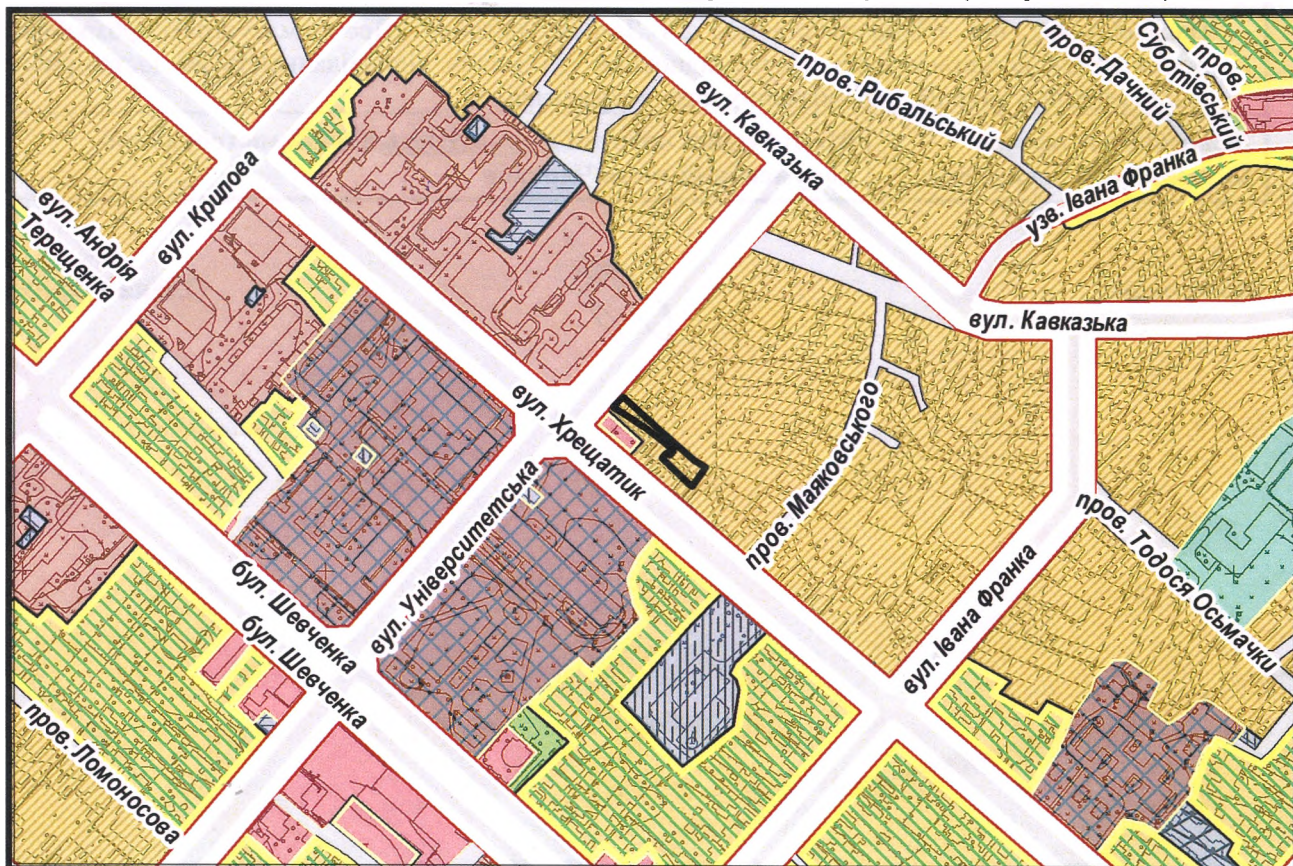 вул. Кавказька
пров. Рибальський
пров. Дачний
пров.
Суботівський
узв. Івана Франка
вул. Крилова
вул. Андрія
Терещенка
вул. Кавказька
вул. Хрещатик
пров. Маяковського
вул. Університетська
пров. Тодося Осьмачки
вул. Івана Франка
бул. Шевченка
бул. Шевченка
пров. Ломоносова